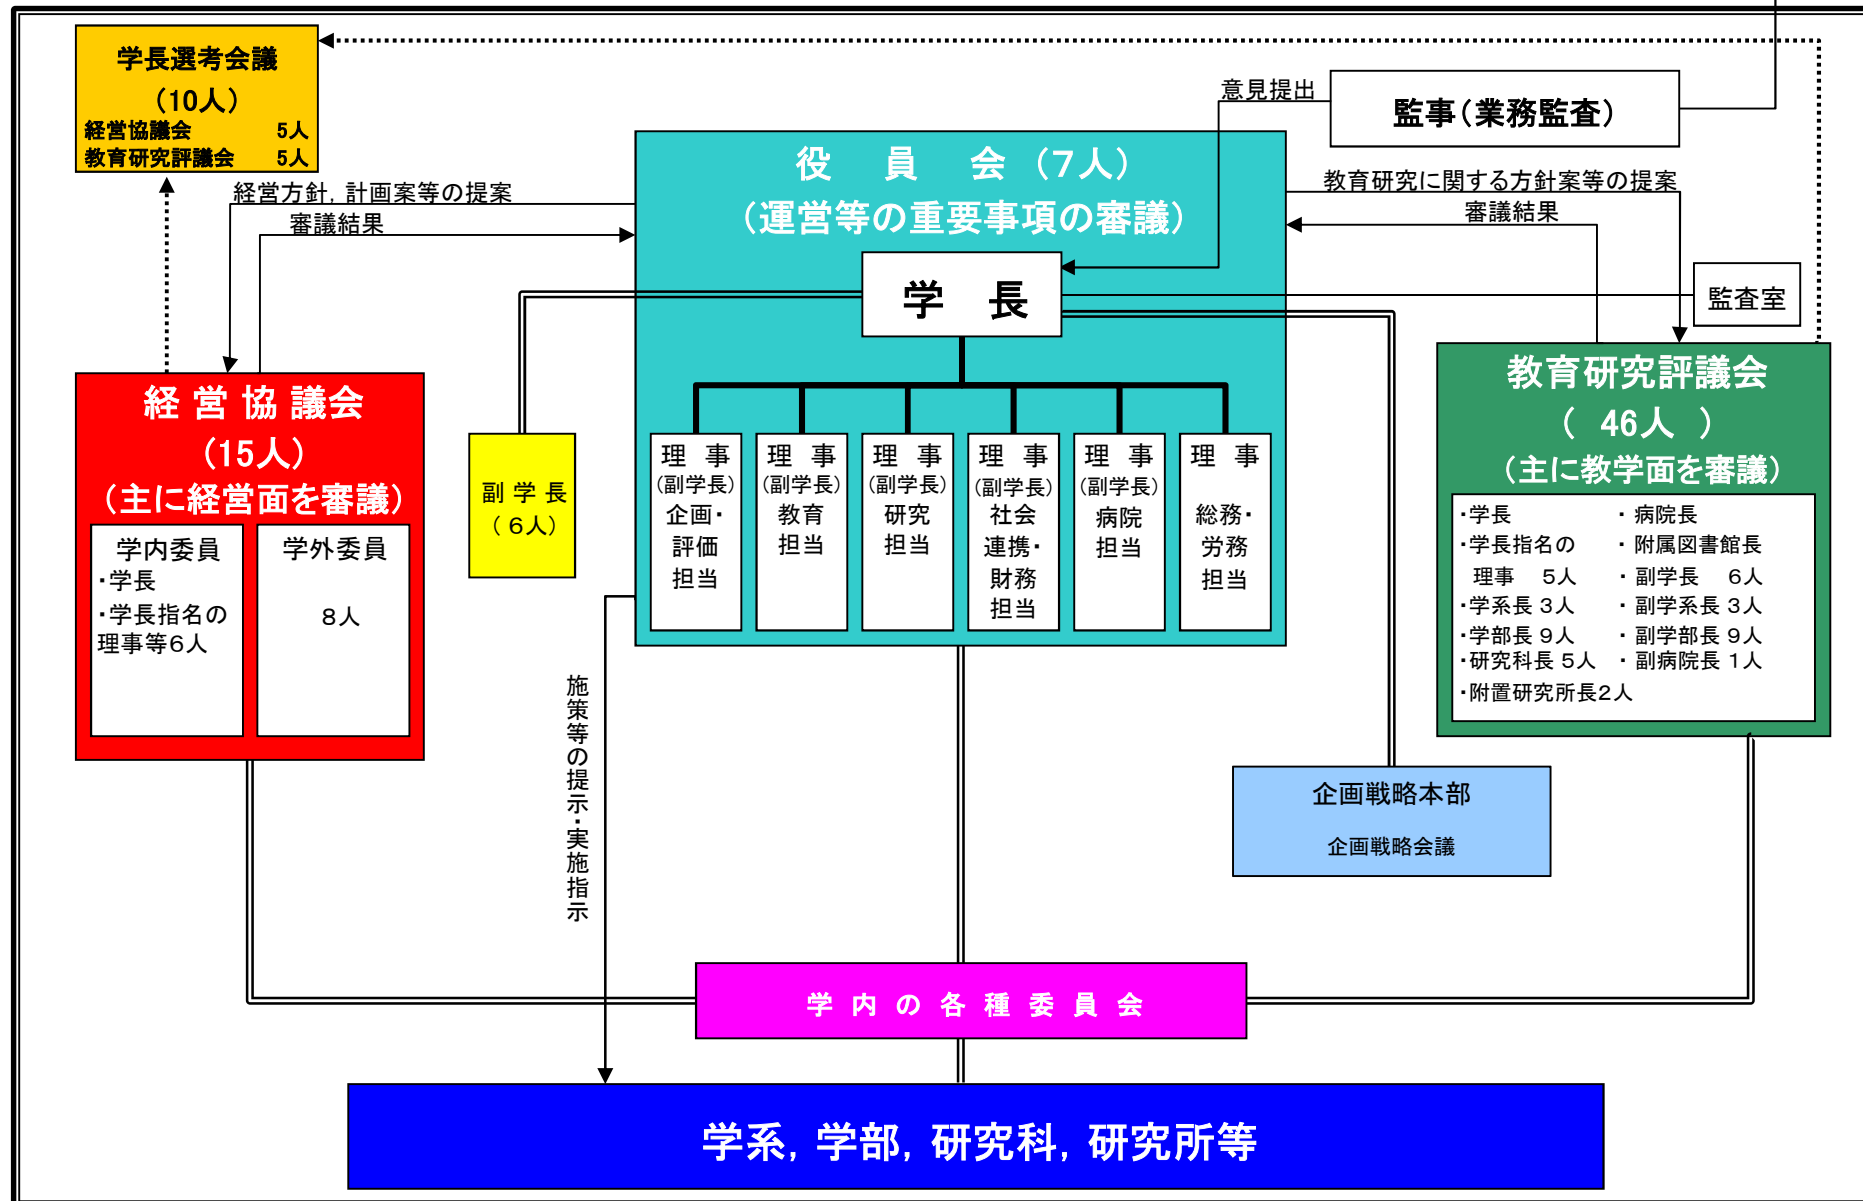 学長選考会議
（10人）
経営協議会　5人
教育研究評議会　5人
意見提出
監事（業務監査）
役　員　会（7人）
（運営等の重要事項の審議）
経営方針，計画案等の提案
審議結果
教育研究に関する方針案等の提案
審議結果
学　長
監査室
経 営 協 議会
（15人）
（主に経営面を審議）
学内委員
・学長
・学長指名の
理事等6人
学外委員
8人
副 学 長
（ 6人）
理　事
（副学長）
企画・
評価
担当
理　事
（副学長）
教育
担当
理　事
（副学長）
研究
担当
理　事
（副学長）
社会
連携・
財務
担当
理　事
（副学長）
病院
担当
理　事
総務・
労務
担当
教育研究評議会
（ 46人 ）
（主に教学面を審議）
・学長
・学長指名の
理事　5人
・学系長 3人
・学部長 9人
・研究科長 5人
・附置研究所長2人
・ 病院長
・ 附属図書館長
・ 副学長　6人
・ 副学系長 3人
・ 副学部長 9人
・ 副病院長 1人
施策等の提示・実施指示
企画戦略本部
企画戦略会議
学 内 の 各 種 委 員 会
学系，学部，研究科，研究所等